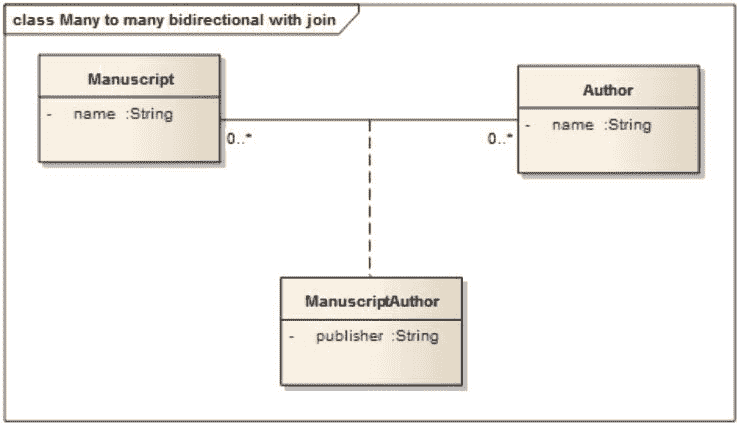 class Many to many bidirectional with join
Manuscript
- name :String
Author
- name :String
0..*
0..*
ManuscriptAuthor
- publisher :String